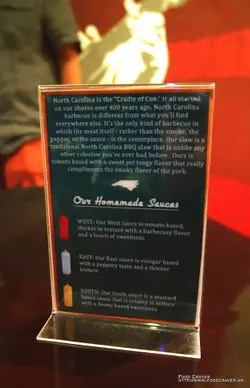 North Carolina is the "Cradle of 'Cue." It all started
on our shores over 400 years ago. North Carolina
barbecue is different from what you'll find
everywhere else. It's the only kind of barbecue in
which the meat itself - rather than the smoke, the
pepper, or the sauce - is the centerpiece. Our slaw is a
traditional North Carolina BBQ slaw that is unlike any
other coleslaw you've ever had before. Ours is
tomato based with a sweet yet tangy flavor that really
compliments the smoky flavor of the pork.
Our Homemade Sauces
WEST: Our West sauce is tomato based,
thicker in texture with a barbecuey flavor
and a touch of sweetness.
EAST: Our East sauce is vinegar based
with a peppery taste and a thinner
texture.
SOUTH: Our South sauce is a mustard
based sauce that is creamy in texture
with a honey based sweetness.
FOOD CRAVER
HTTP://WWW.FOODCRAVER.HK